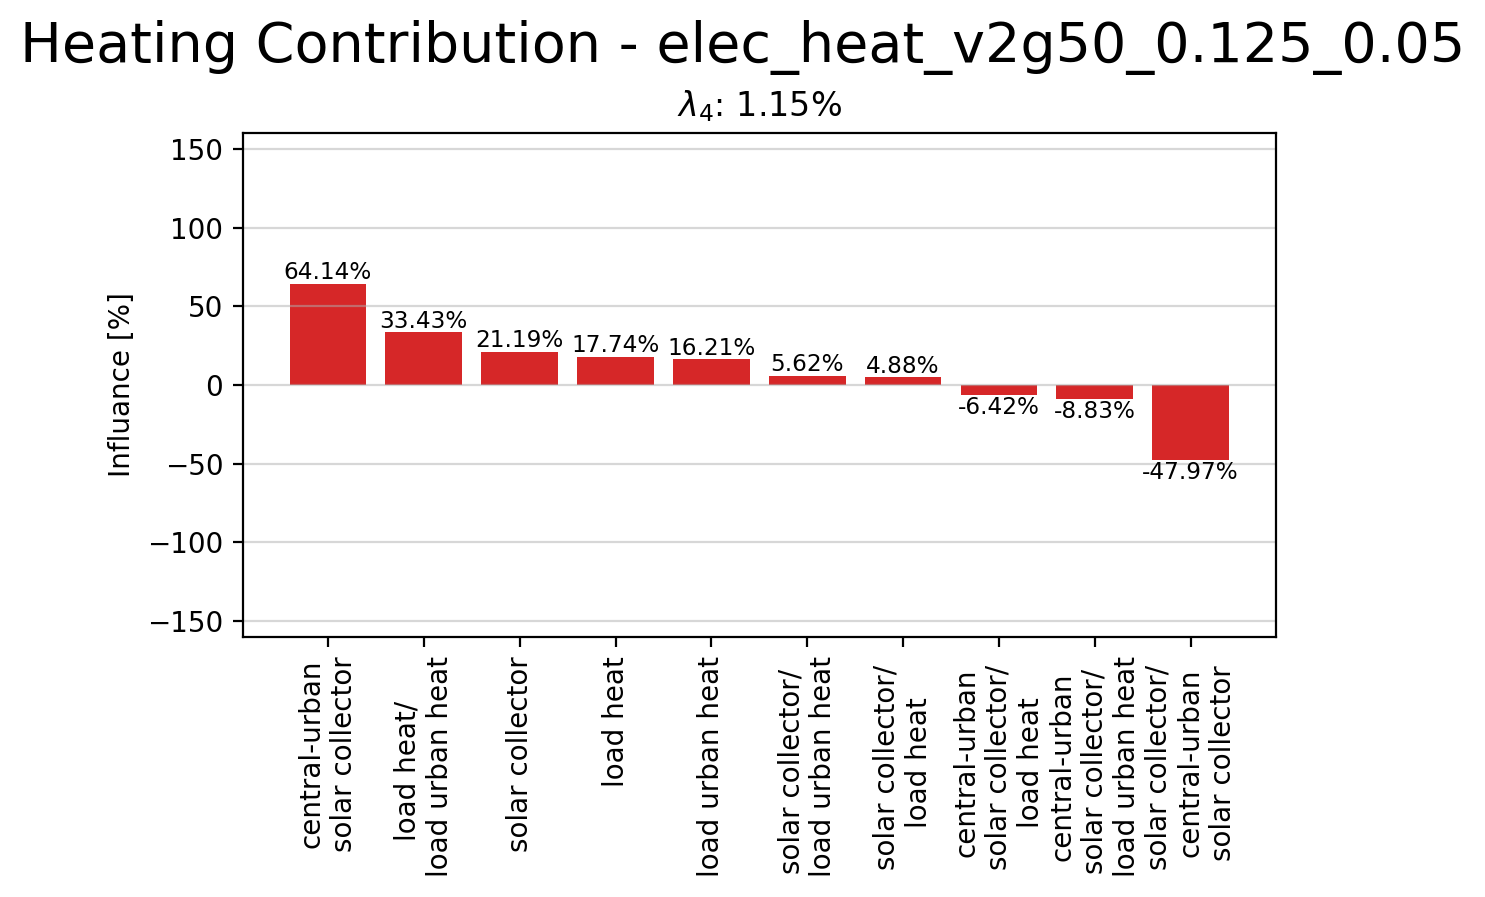 Heating Contribution - elec_heat_v2g50_0.125_0.05
λ4: 1.15%
Influance [%]
150
100
50
0
−50
−100
−150
64.14%
33.43%
21.19%
17.74%
16.21%
5.62%
4.88%
-6.42%
-8.83%
-47.97%
central-urban
solar collector
load heat/
load urban heat
solar collector
load heat
load urban heat
solar collector/
load urban heat
solar collector/
load heat
central-urban
solar collector/
load heat
central-urban
solar collector/
load urban heat
solar collector/
central-urban
solar collector